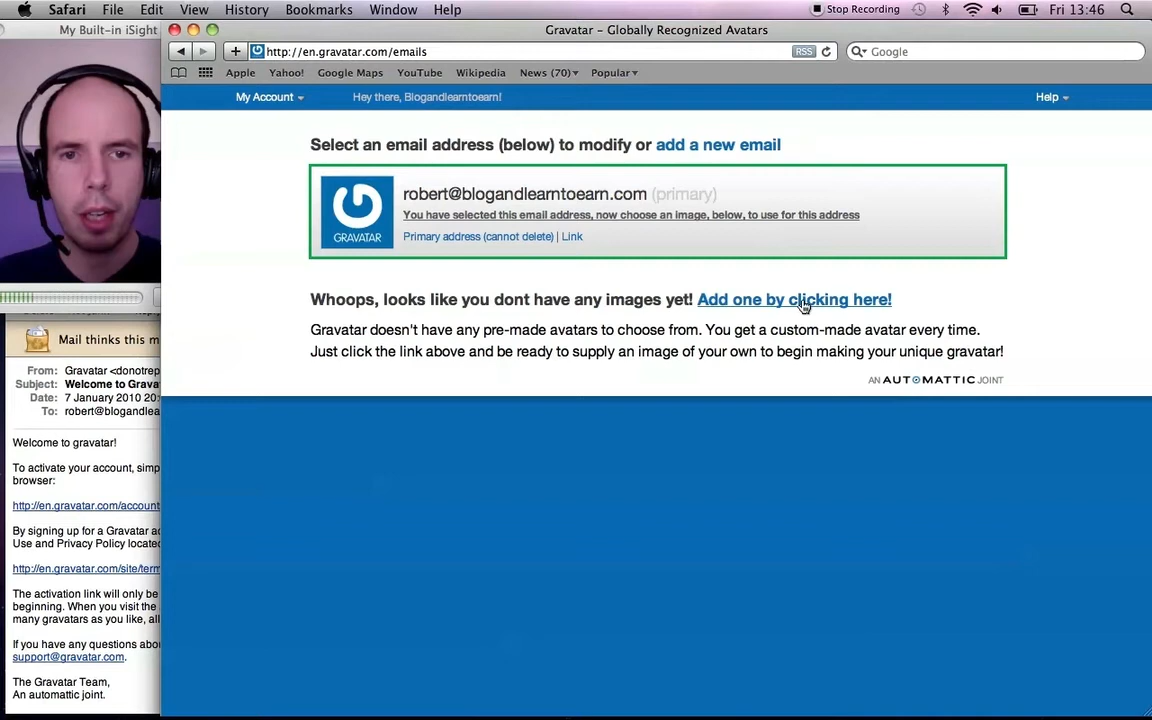 Safari File Edit View History Bookmarks Window Help Stop Recording Fri 13:46
My Built-in iSight
Gravatar – Globally Recognized Avatars
http://en.gravatar.com/emails RSS Google
Apple Yahoo! Google Maps YouTube Wikipedia News (70) Popular
My Account Hey there, Blogandlearntoearn! Help
Select an email address (below) to modify or add a new email
robert@blogandlearntoearn.com (primary)
You have selected this email address, now choose an image, below, to use for this address
GRAVATAR
Primary address (cannot delete) | Link
Whoops, looks like you dont have any images yet! Add one by clicking here!
Gravatar doesn't have any pre-made avatars to choose from. You get a custom-made avatar every time.
Just click the link above and be ready to supply an image of your own to begin making your unique gravatar!
AN AUTOMATTIC JOINT
Mail thinks this m
From: Gravatar <donotrep
Subject: Welcome to Grava
Date: 7 January 2010 20:
To: robert@blogandlea
Welcome to gravatar!
To activate your account, simp
browser:
http://en.gravatar.com/account
By signing up for a Gravatar ac
Use and Privacy Policy located
http://en.gravatar.com/site/term
The activation link will only be
beginning. When you visit the
many gravatars as you like, all
If you have any questions abou
support@gravatar.com.
The Gravatar Team,
An automattic joint.